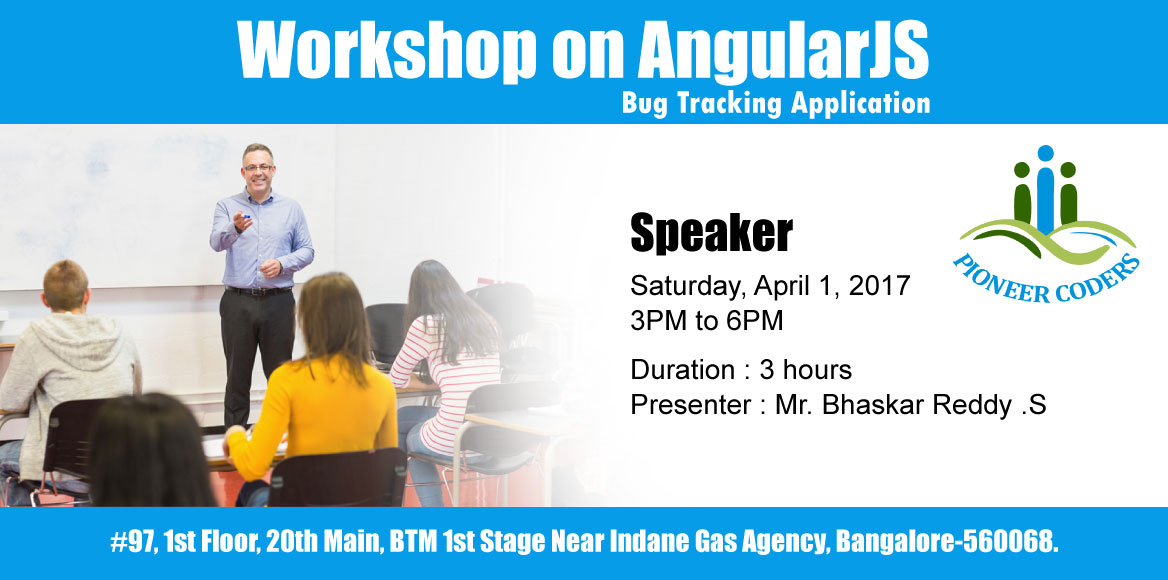 Workshop on AngularJS
Bug Tracking Application
Speaker
Saturday, April 1, 2017
3PM to 6PM
Duration : 3 hours
Presenter : Mr. Bhaskar Reddy .S
PIONEER CODERS
#97, 1st Floor, 20th Main, BTM 1st Stage Near Indane Gas Agency, Bangalore-560068.